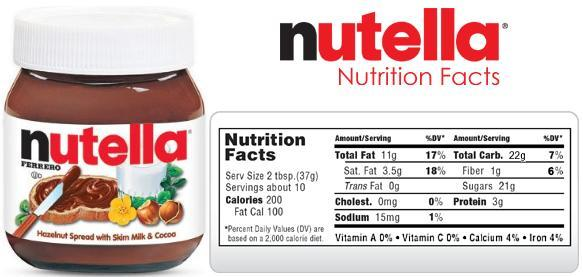 nutella®
Nutrition Facts
nutella
FERRERO
Hazelnut Spread with Skim Milk & Cocoa
Nutrition
Facts
Serv Size 2 tbsp.(37g)
Servings about 10
Calories 200
Fat Cal 100
*Percent Daily Values (DV) are
based on a 2,000 calorie diet.
Amount/Serving %DV* Amount/Serving %DV*
Total Fat 11g 17% Total Carb. 22g 7%
Sat. Fat 3.5g 18% Fiber 1g 6%
Trans Fat 0g Sugars 21g
Cholest. 0mg 0% Protein 3g
Sodium 15mg 1%
Vitamin A 0% • Vitamin C 0% • Calcium 4% • Iron 4%